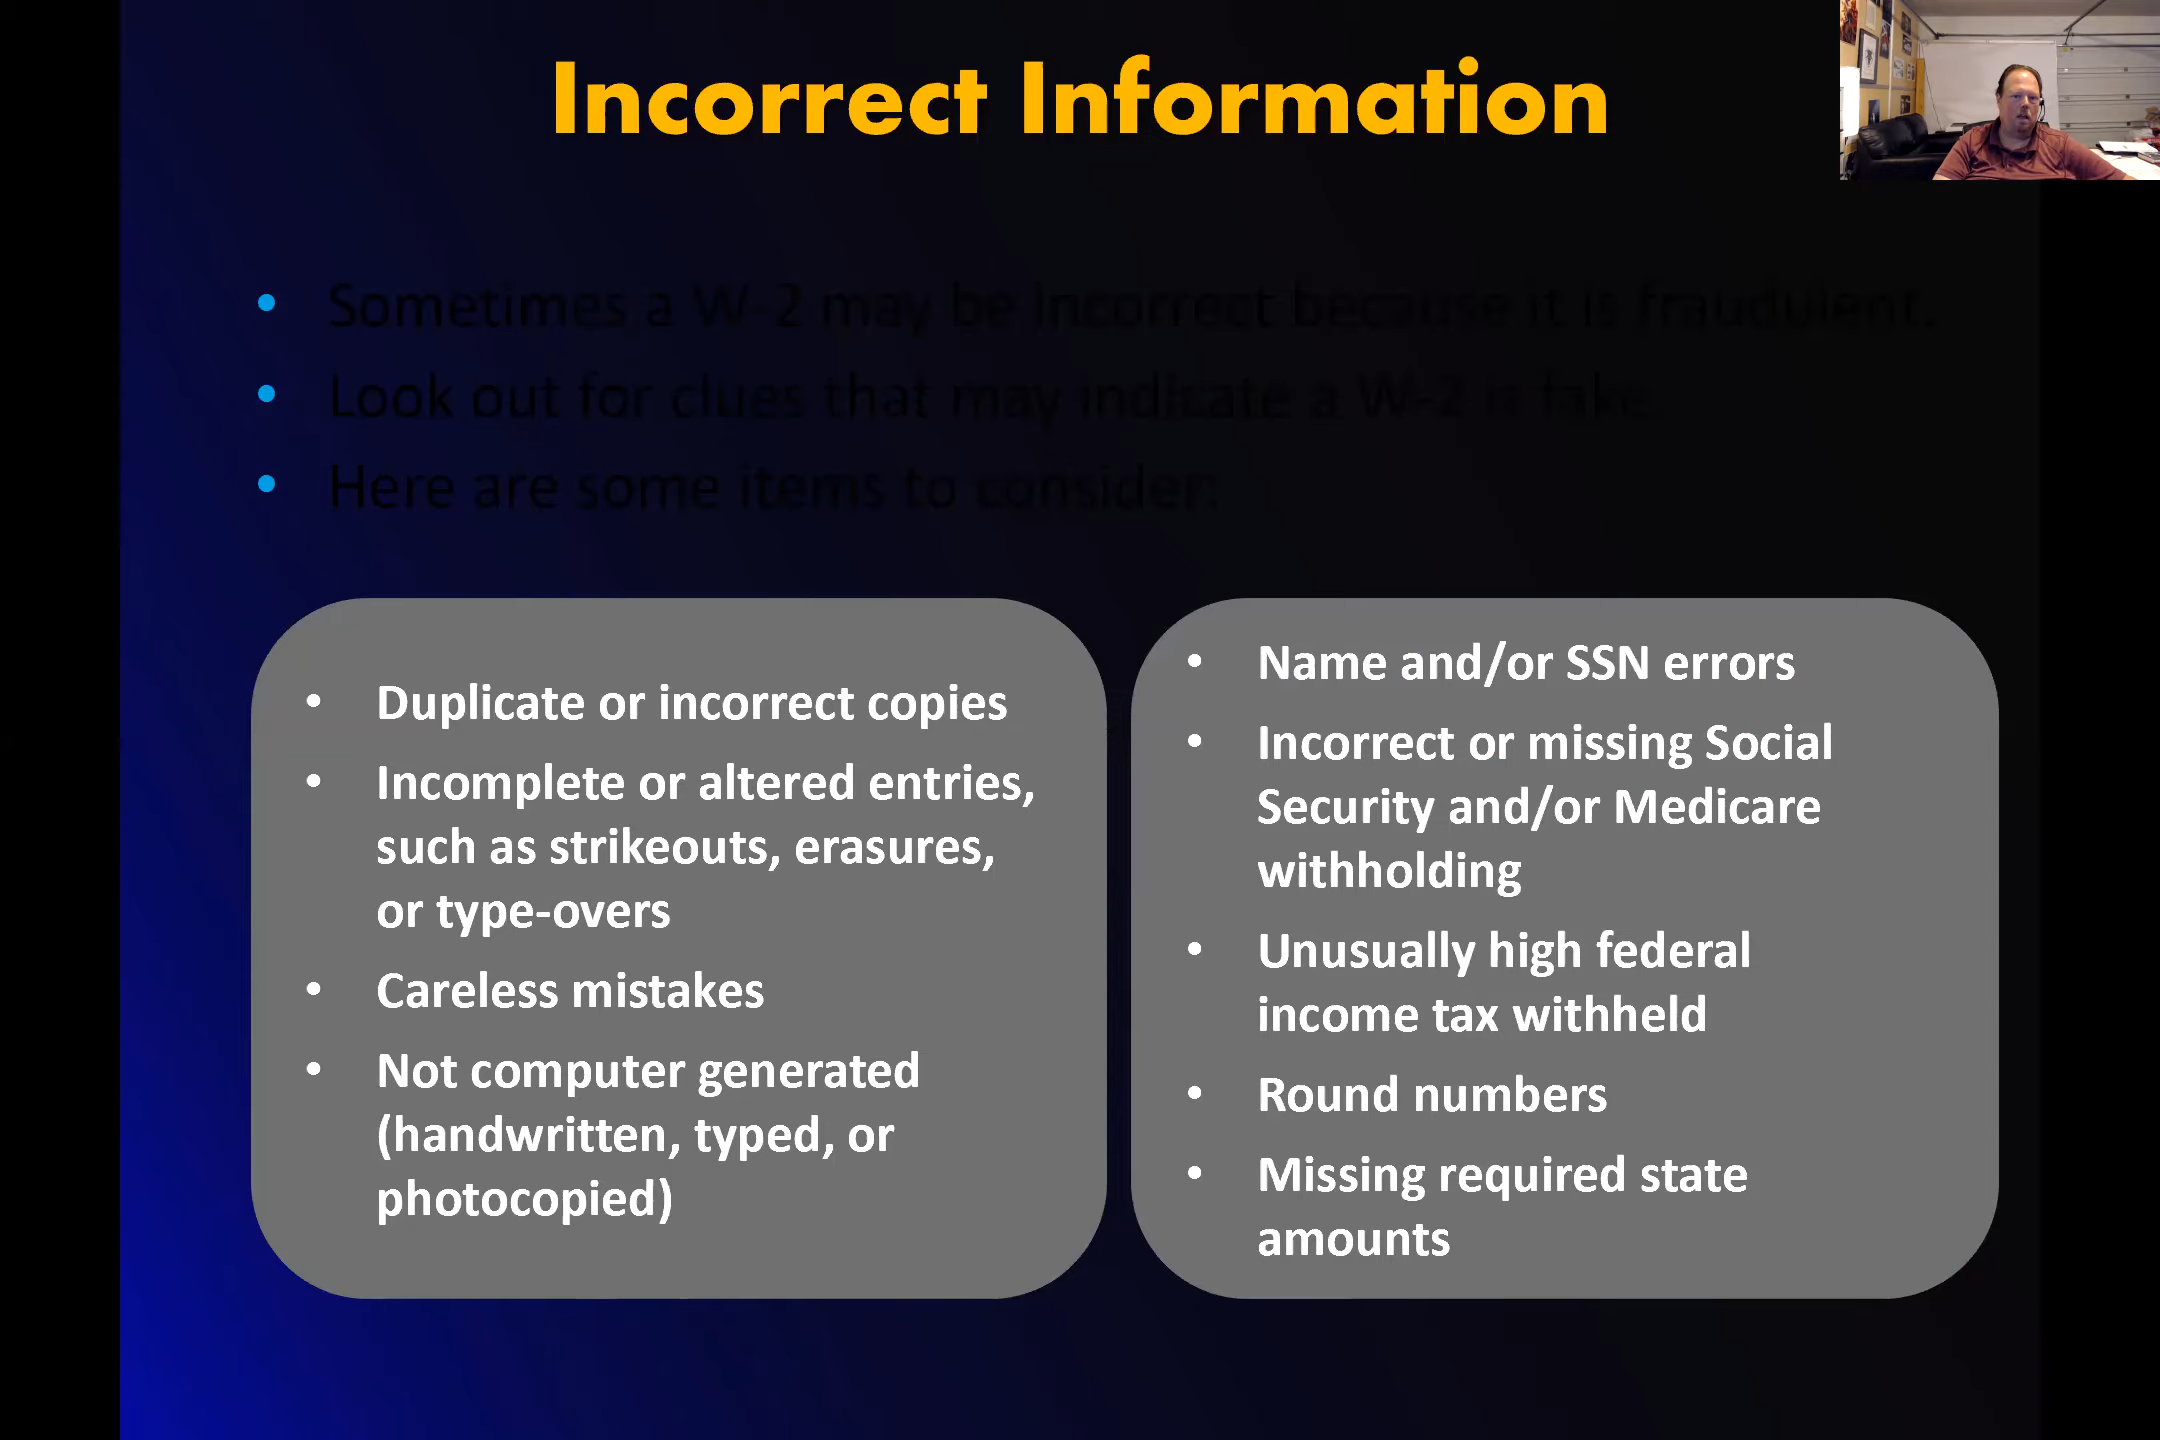 Incorrect Information
• Sometimes a W-2 may be incorrect because it is fraudulent.
• Look out for clues that may indicate a W-2 is fake.
• Here are some items to consider:
• Duplicate or incorrect copies
• Incomplete or altered entries,
such as strikeouts, erasures,
or type-overs
• Careless mistakes
• Not computer generated
(handwritten, typed, or
photocopied)
• Name and/or SSN errors
• Incorrect or missing Social
Security and/or Medicare
withholding
• Unusually high federal
income tax withheld
• Round numbers
• Missing required state
amounts